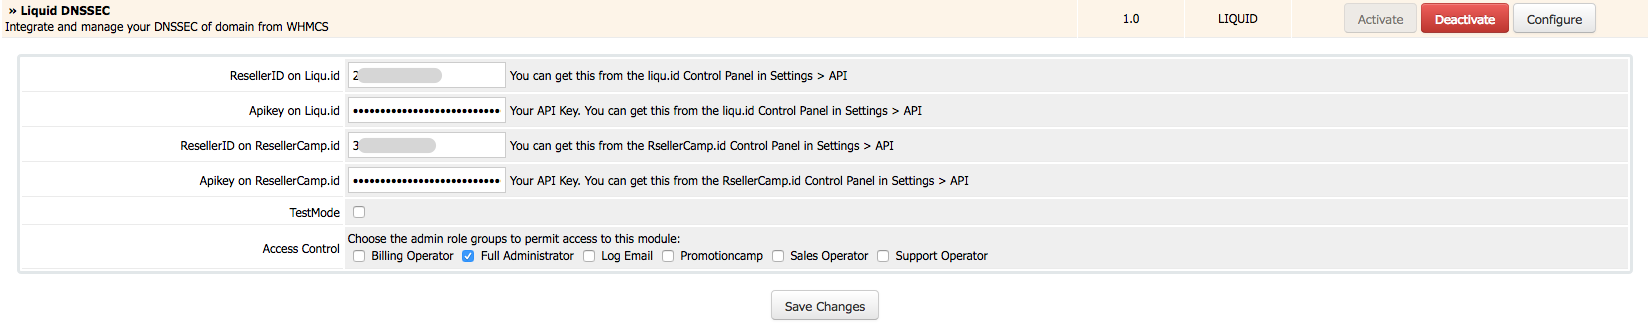 » Liquid DNSSEC
Integrate and manage your DNSSEC of domain from WHMCS
1.0
LIQUID
Activate
Deactivate
Configure
ResellerID on Liqu.id 2 You can get this from the liqu.id Control Panel in Settings > API
Apikey on Liqu.id Your API Key. You can get this from the liqu.id Control Panel in Settings > API
ResellerID on ResellerCamp.id 3 You can get this from the RsellerCamp.id Control Panel in Settings > API
Apikey on ResellerCamp.id Your API Key. You can get this from the RsellerCamp.id Control Panel in Settings > API
TestMode
Access Control
Choose the admin role groups to permit access to this module:
Billing Operator Full Administrator Log Email Promotioncamp Sales Operator Support Operator
Save Changes